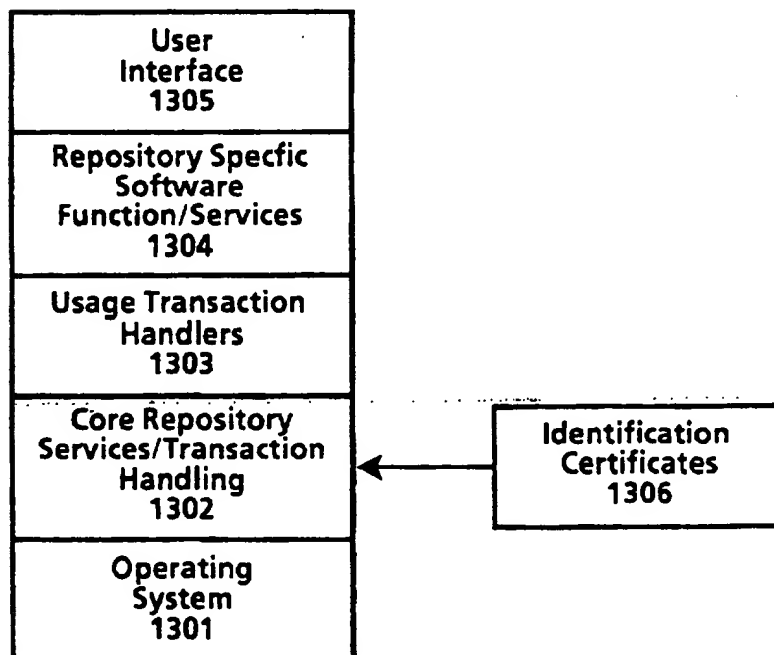 User
Interface
1305
Repository Specfic
Software
Function/Services
1304
Usage Transaction
Handlers
1303
Core Repository
Services/Transaction
Handling
1302
Identification
Certificates
1306
Operating
System
1301